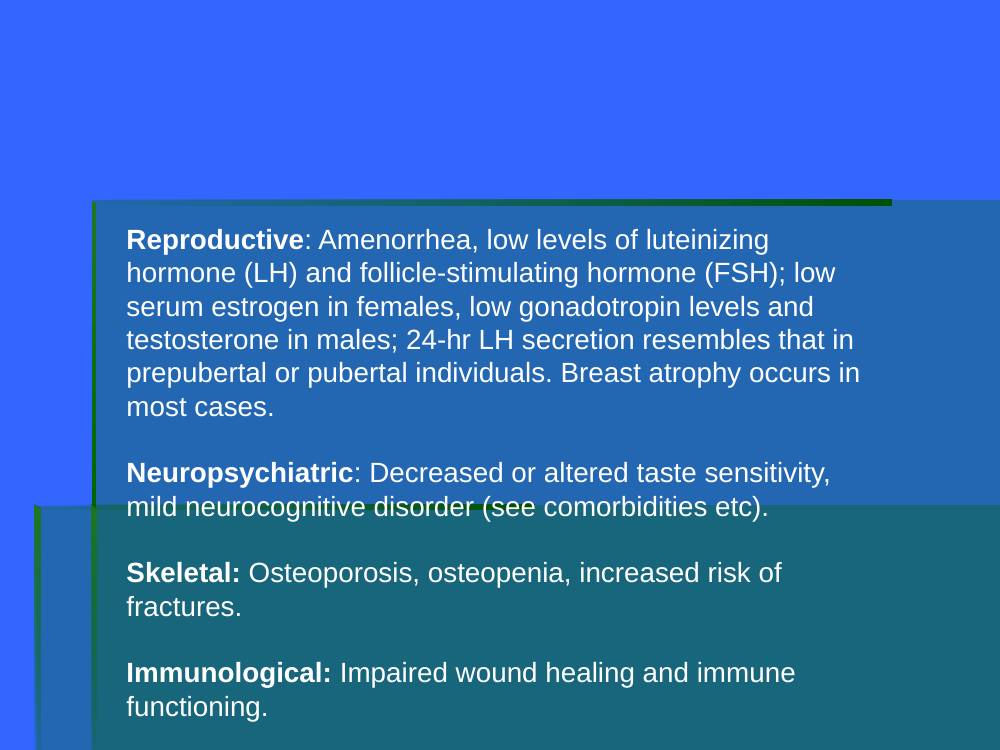 Reproductive: Amenorrhea, low levels of luteinizing
hormone (LH) and follicle-stimulating hormone (FSH); low
serum estrogen in females, low gonadotropin levels and
testosterone in males; 24-hr LH secretion resembles that in
prepubertal or pubertal individuals. Breast atrophy occurs in
most cases.
Neuropsychiatric: Decreased or altered taste sensitivity,
mild neurocognitive disorder (see comorbidities etc).
Skeletal: Osteoporosis, osteopenia, increased risk of
fractures.
Immunological: Impaired wound healing and immune
functioning.